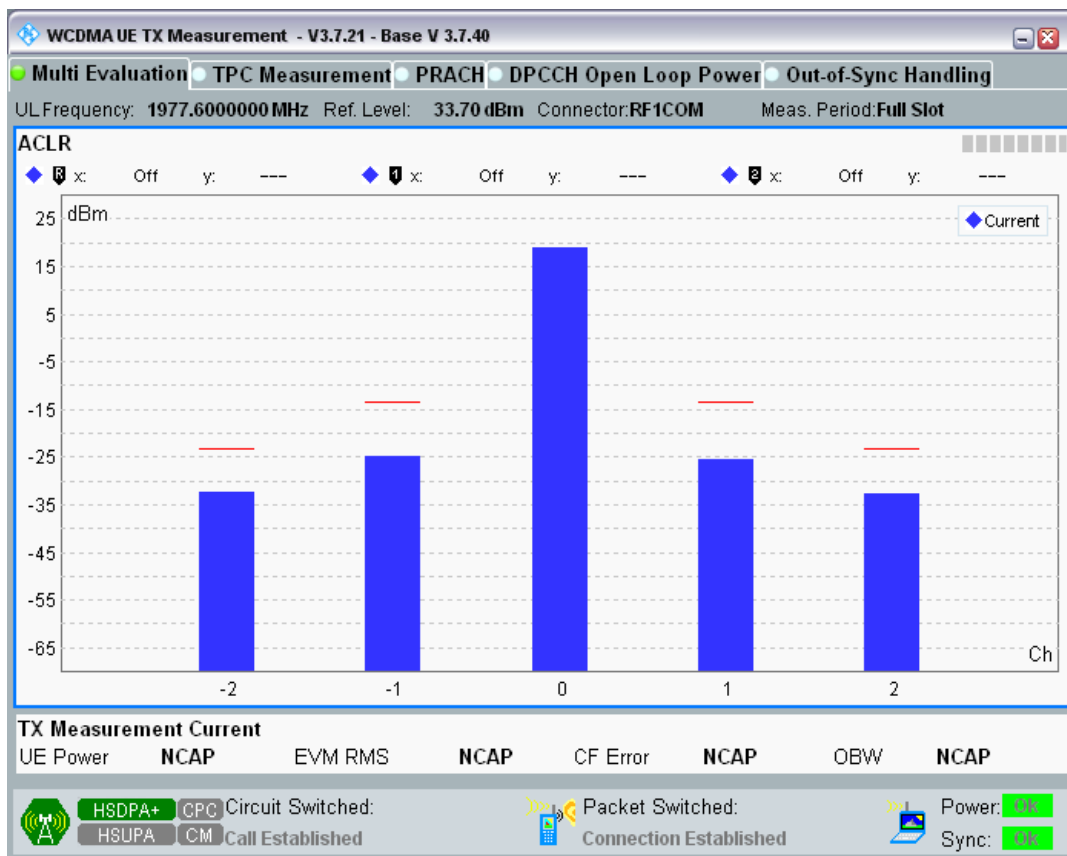 WCDMA UE TX Measurement - V3.7.21 - Base V 3.7.40
Multi Evaluation TPC Measurement PRACH DPCCH Open Loop Power Out-of-Sync Handling
UL Frequency: 1977.6000000 MHz Ref. Level: 33.70 dBm Connector:RF1COM Meas. Period:Full Slot
ACLR
R x: Off y: --- 1 x: Off y: --- 2 x: Off y: ---
dBm
Current
25
15
5
-5
-15
-25
-35
-45
-55
-65
Ch
-2 -1 0 1 2
TX Measurement Current
UE Power NCAP EVM RMS NCAP CF Error NCAP OBW NCAP
HSDPA+ CPC Circuit Switched: Packet Switched: Power: Ok
HSUPA CM Call Established Connection Established Sync: Ok